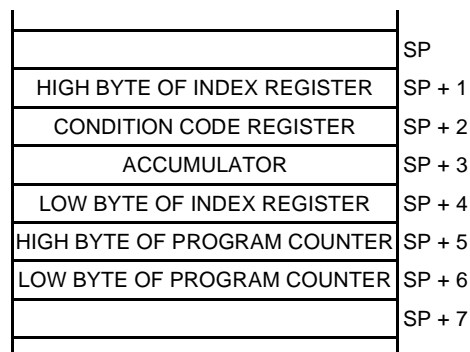 SP
HIGH BYTE OF INDEX REGISTER SP + 1
CONDITION CODE REGISTER SP + 2
ACCUMULATOR SP + 3
LOW BYTE OF INDEX REGISTER SP + 4
HIGH BYTE OF PROGRAM COUNTER SP + 5
LOW BYTE OF PROGRAM COUNTER SP + 6
SP + 7